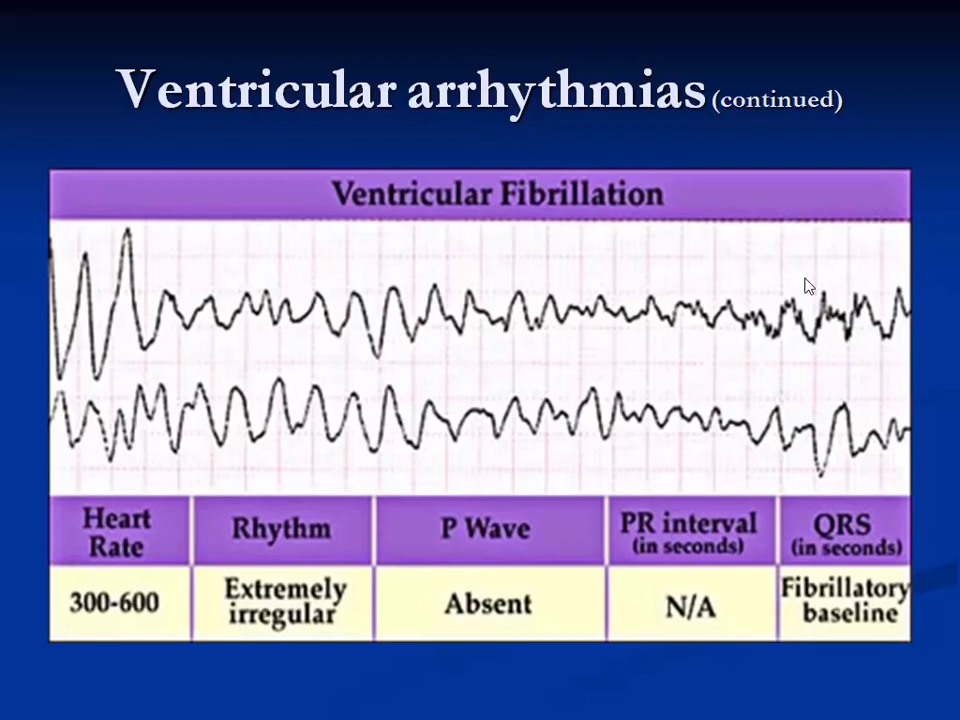 Ventricular arrhythmias (continued)
Ventricular Fibrillation
Heart
Rate
Rhythm
P Wave
PR interval
(in seconds)
QRS
(in seconds)
300-600
Extremely
irregular
Absent
N/A
Fibrillatory
baseline